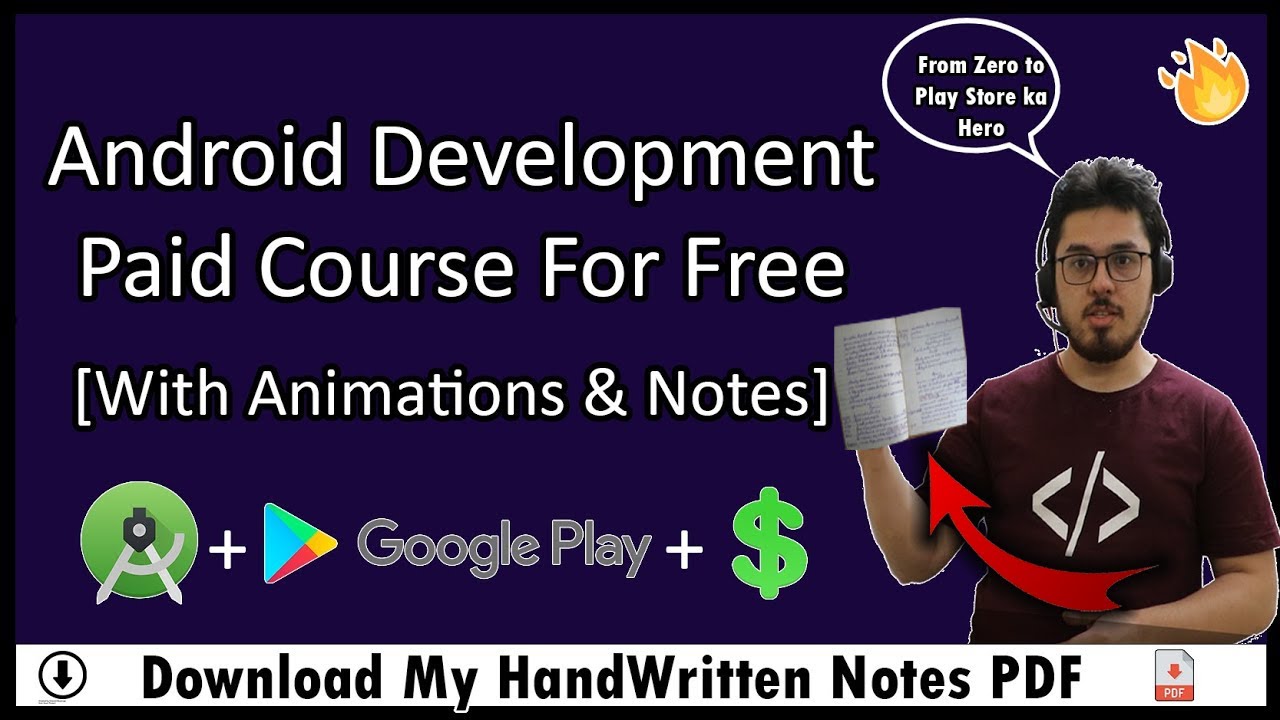 From Zero to
Play Store ka
Hero
Android Development
Paid Course For Free
[With Animations & Notes]
</>
+ Google Play + $
Download My HandWritten Notes PDF
PDF